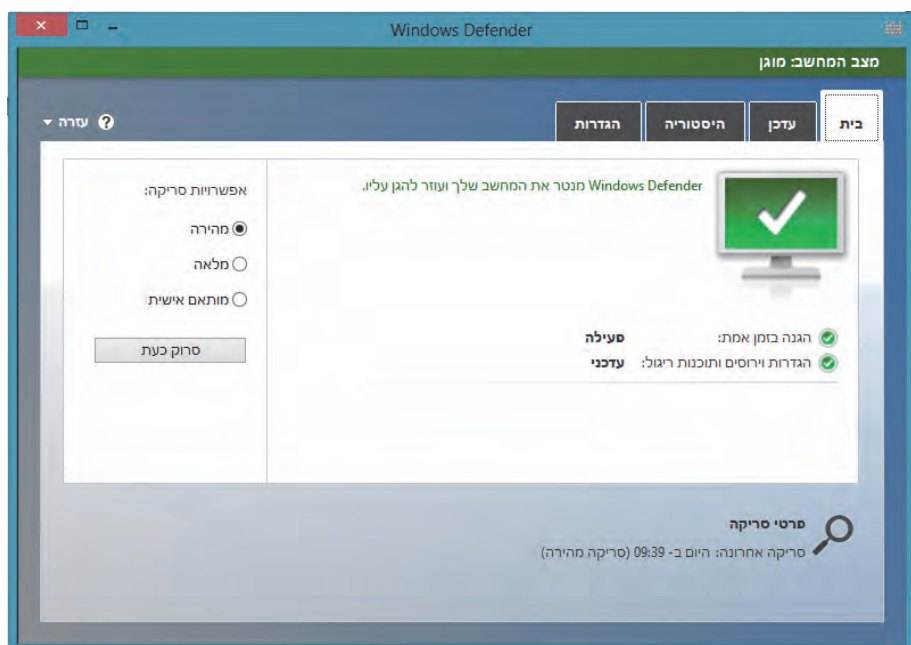 Windows Defender
מצב המחשב: מוגן
בית
עדכן
היסטוריה
הגדרות
עזרה
Windows Defender מנטר את המחשב שלך ועוזר להגן עליו.
הגנה בזמן אמת: פעילה
הגדרות וירוסים ותוכנות ריגול: עדכני
אפשרויות סריקה:
מהירה
מלאה
מותאם אישית
סרוק כעת
פרטי סריקה
סריקה אחרונה: היום ב- 09:39 (סריקה מהירה)